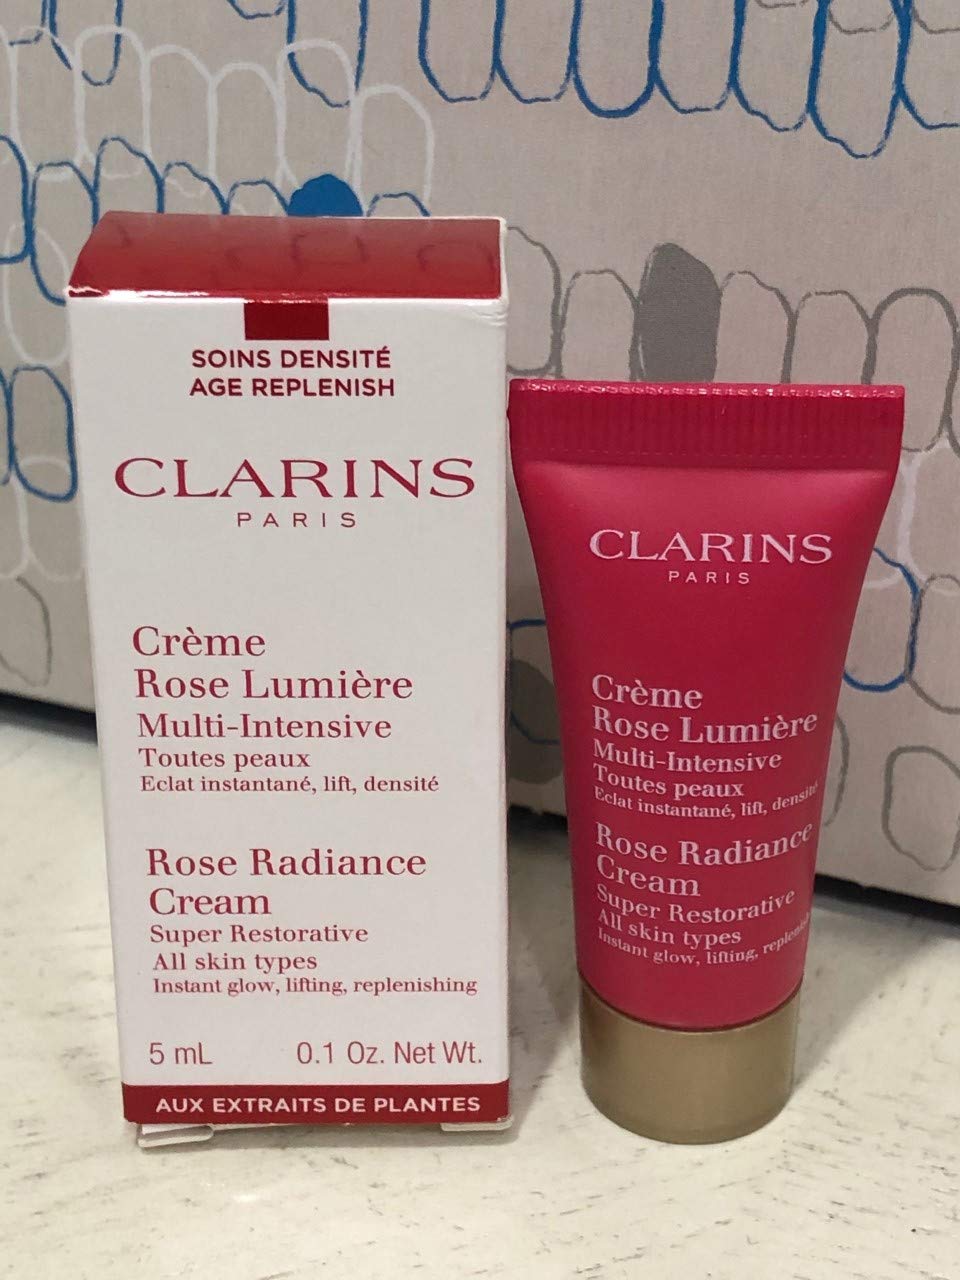 SOINS DENSITÉ
AGE REPLENISH
CLARINS
PARIS
Crème
Rose Lumière
Multi-Intensive
Toutes peaux
Eclat instantané, lift, densité
Rose Radiance
Cream
Super Restorative
All skin types
Instant glow, lifting, replenishing
5 mL 0.1 Oz. Net Wt.
AUX EXTRAITS DE PLANTES
CLARINS
PARIS
Crème
Rose Lumière
Multi-Intensive
Toutes peaux
Eclat instantané, lift, densité
Rose Radiance
Cream
Super Restorative
All skin types
Instant glow, lifting,